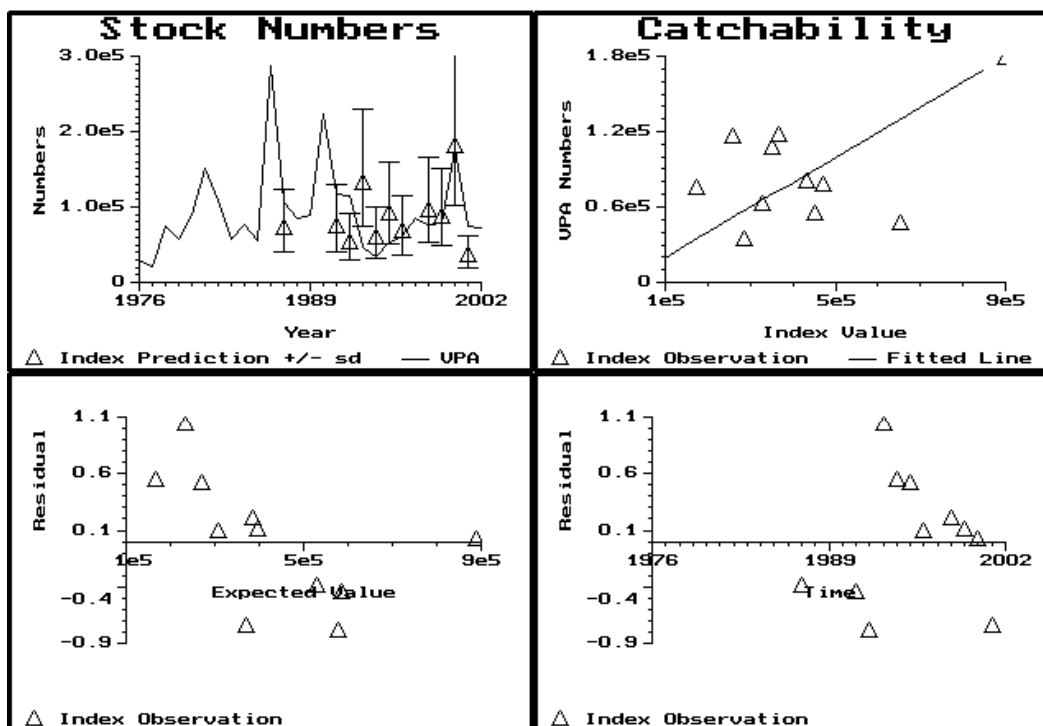 Stock Numbers
3.0e5
2.0e5
1.0e5
0
Numbers
1976 1989 2002
Year
△ Index Prediction +/- sd — VPA
Catchability
1.8e5
1.2e5
0.6e5
0
VPA Numbers
1e5 5e5 9e5
Index Value
△ Index Observation — Fitted Line
1.1
0.6
0.1
-0.4
-0.9
Residual
1e5 5e5 9e5
Expected Value
△ Index Observation
1.1
0.6
0.1
-0.4
-0.9
Residual
1976 1989 2002
Time
△ Index Observation